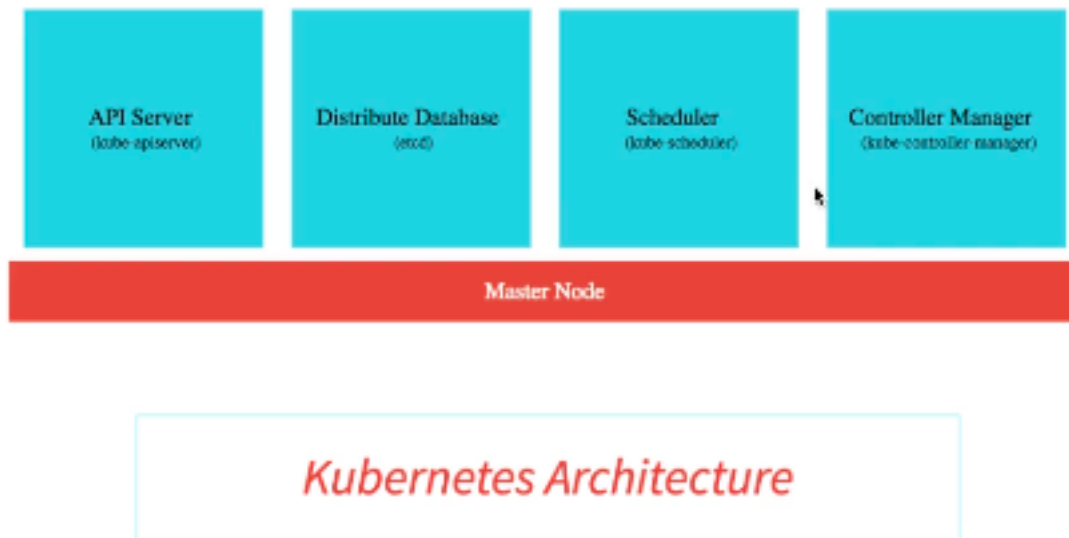 API Server
(kube-apiserver)
Distribute Database
(etcd)
Scheduler
(kube-scheduler)
Controller Manager
(kube-controller-manager)
Master Node
Kubernetes Architecture